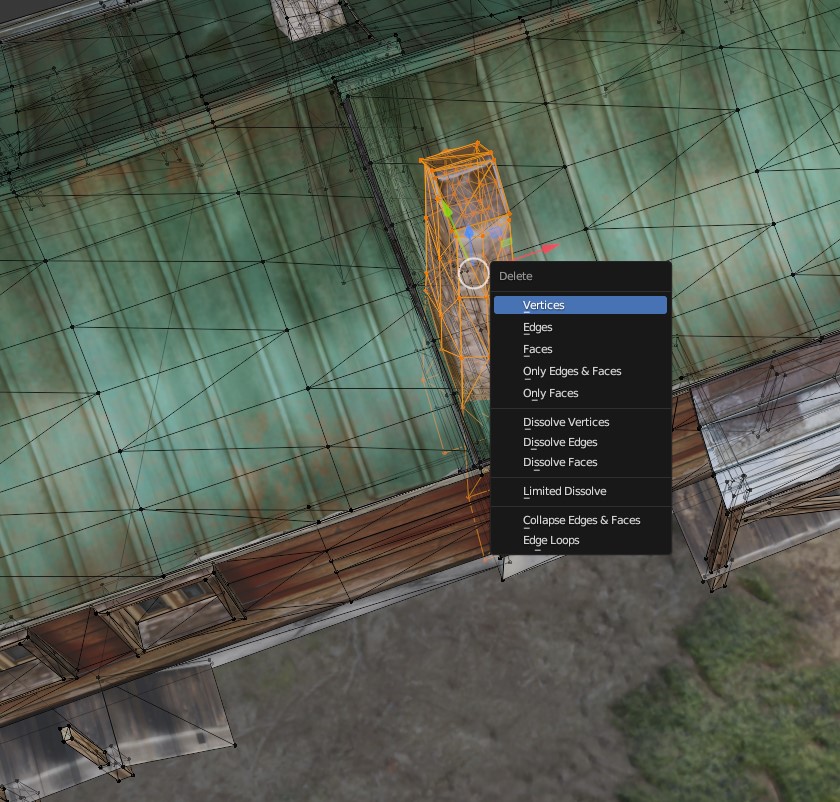 Delete
Vertices
Edges
Faces
Only Edges & Faces
Only Faces
Dissolve Vertices
Dissolve Edges
Dissolve Faces
Limited Dissolve
Collapse Edges & Faces
Edge Loops